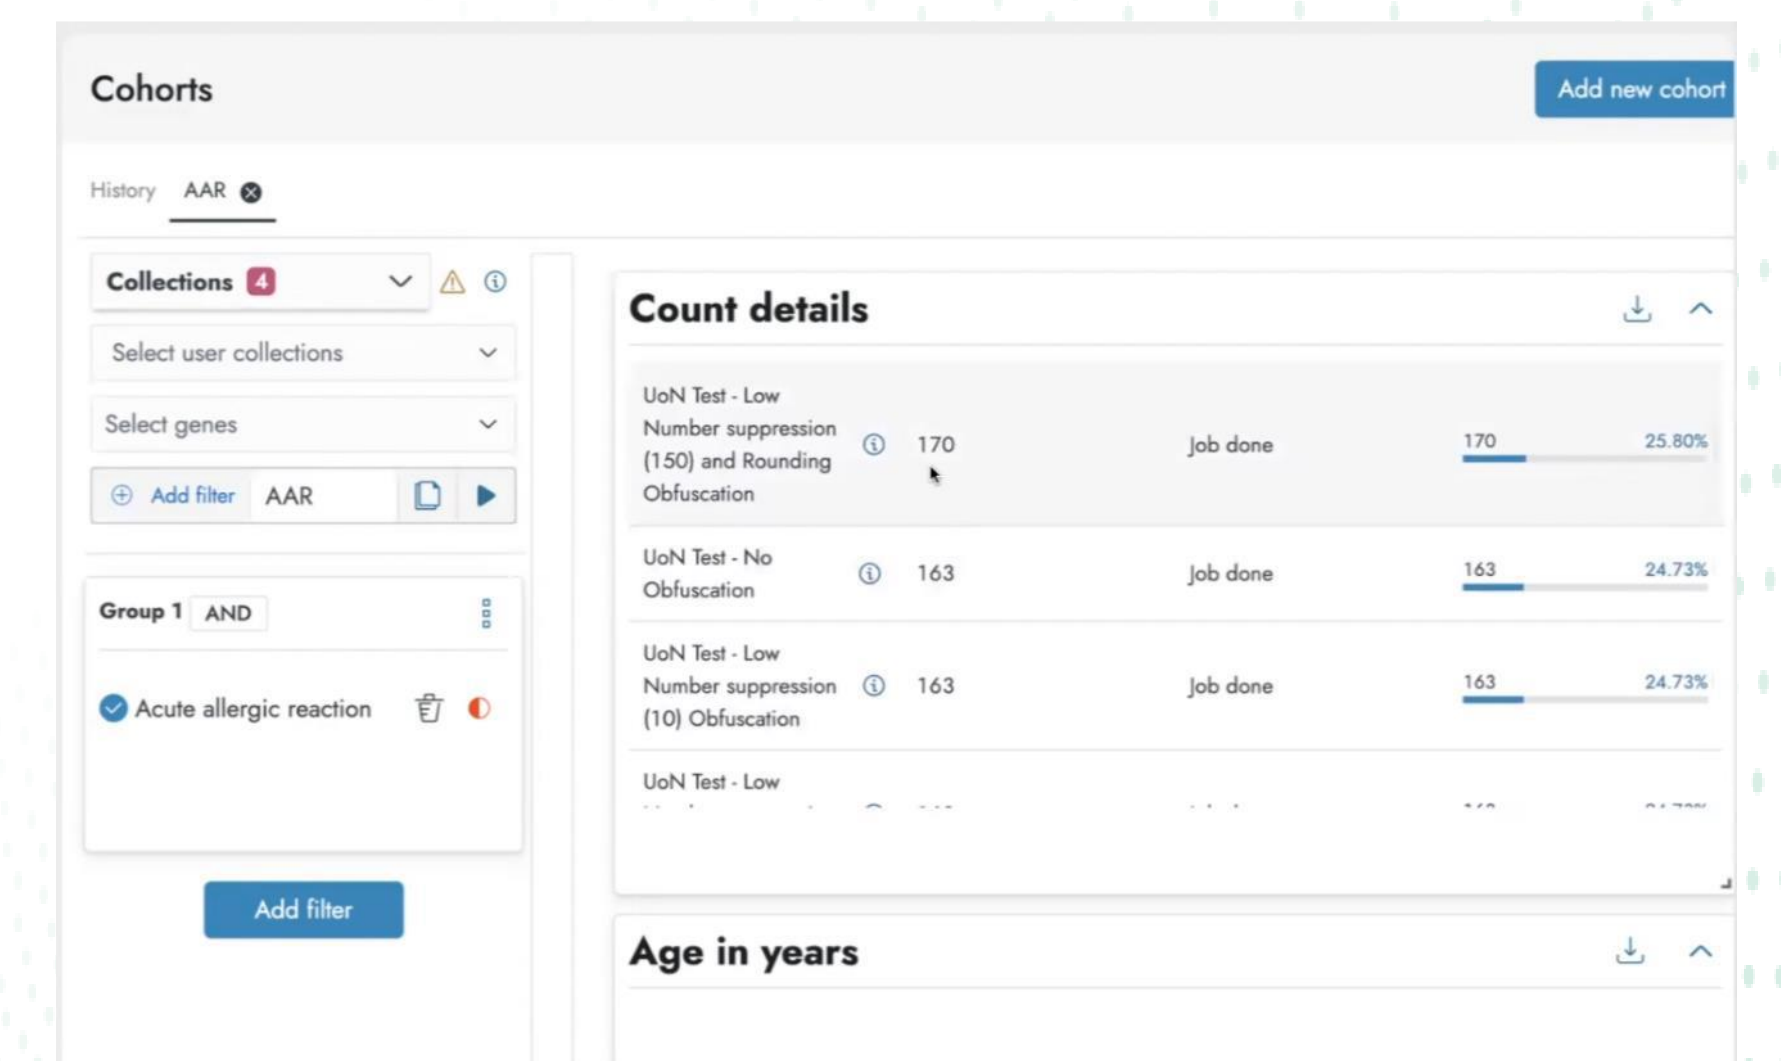 Cohorts
Add new cohort
History
AAR
Collections 4
Select user collections
Select genes
Add filter
AAR
Group 1 AND
Acute allergic reaction
Add filter
Count details
UoN Test - Low
Number suppression
(150) and Rounding
Obfuscation
170
Job done
170
25.80%
UoN Test - No
Obfuscation
163
Job done
163
24.73%
UoN Test - Low
Number suppression
(10) Obfuscation
163
Job done
163
24.73%
UoN Test - Low
Age in years